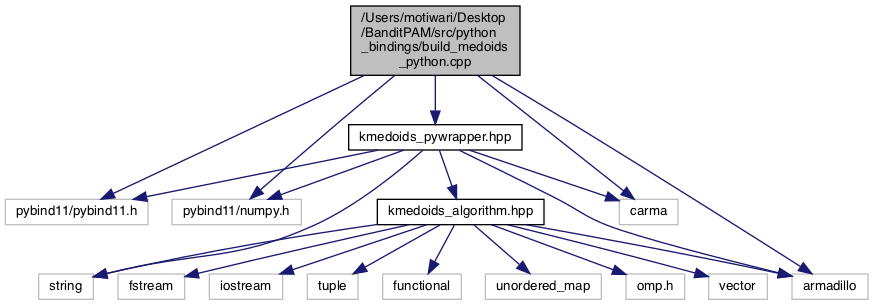 /Users/motiwari/Desktop
/BanditPAM/src/python
_bindings/build_medoids
_python.cpp
kmedoids_pywrapper.hpp
pybind11/pybind11.h
pybind11/numpy.h
kmedoids_algorithm.hpp
carma
string
fstream
iostream
tuple
functional
unordered_map
omp.h
vector
armadillo